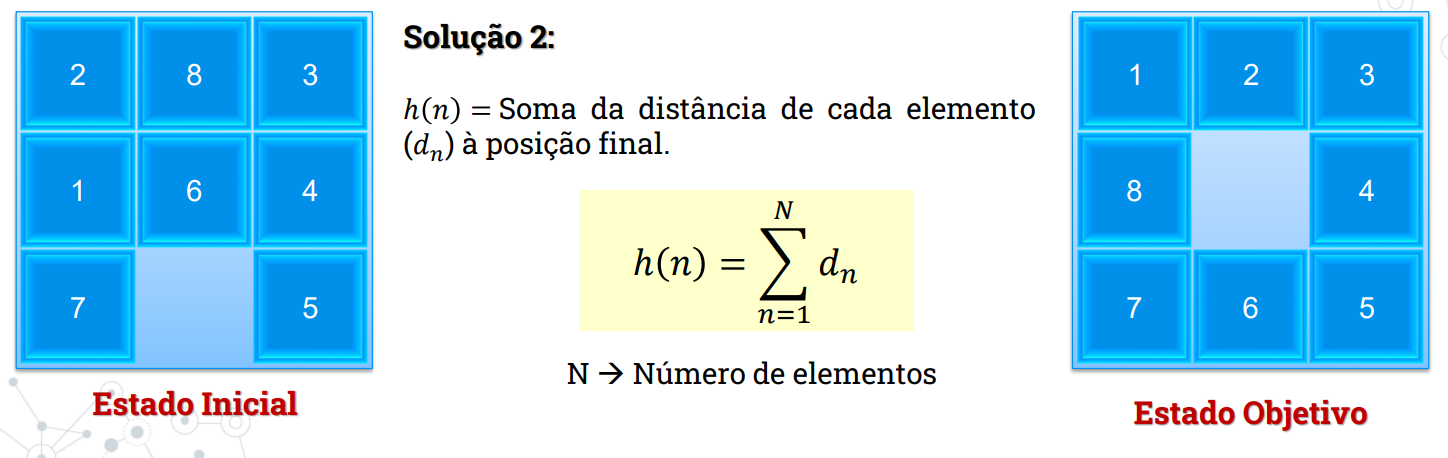 2 8 3
1 6 4
7 5
Estado Inicial
Solução 2:
h(n) = Soma da distância de cada elemento
(dₙ) à posição final.
N
h(n) = ∑ dₙ
n=1
N → Número de elementos
1 2 3
8 4
7 6 5
Estado Objetivo